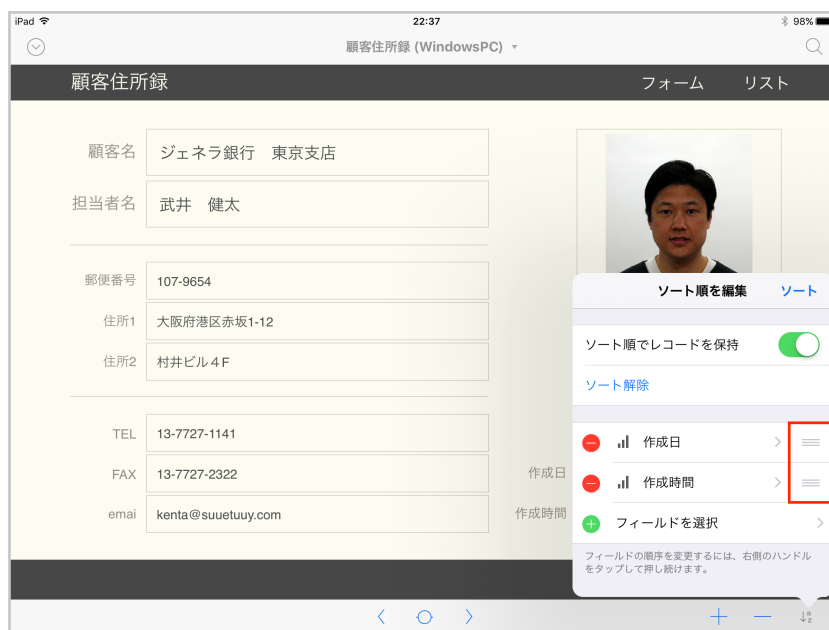 iPad 22:37 98%
顧客住所録 (WindowsPC)
顧客住所録 フォーム リスト
顧客名 ジェネラ銀行　東京支店
担当者名 武井　健太
郵便番号 107-9654
住所1 大阪府港区赤坂1-12
住所2 村井ビル４F
TEL 13-7727-1141
FAX 13-7727-2322
emai kenta@suuetuuy.com
作成日
作成時間
ソート順を編集 ソート
ソート順でレコードを保持
ソート解除
作成日
作成時間
フィールドを選択
フィールドの順序を変更するには、右側のハンドル
をタップして押し続けます。